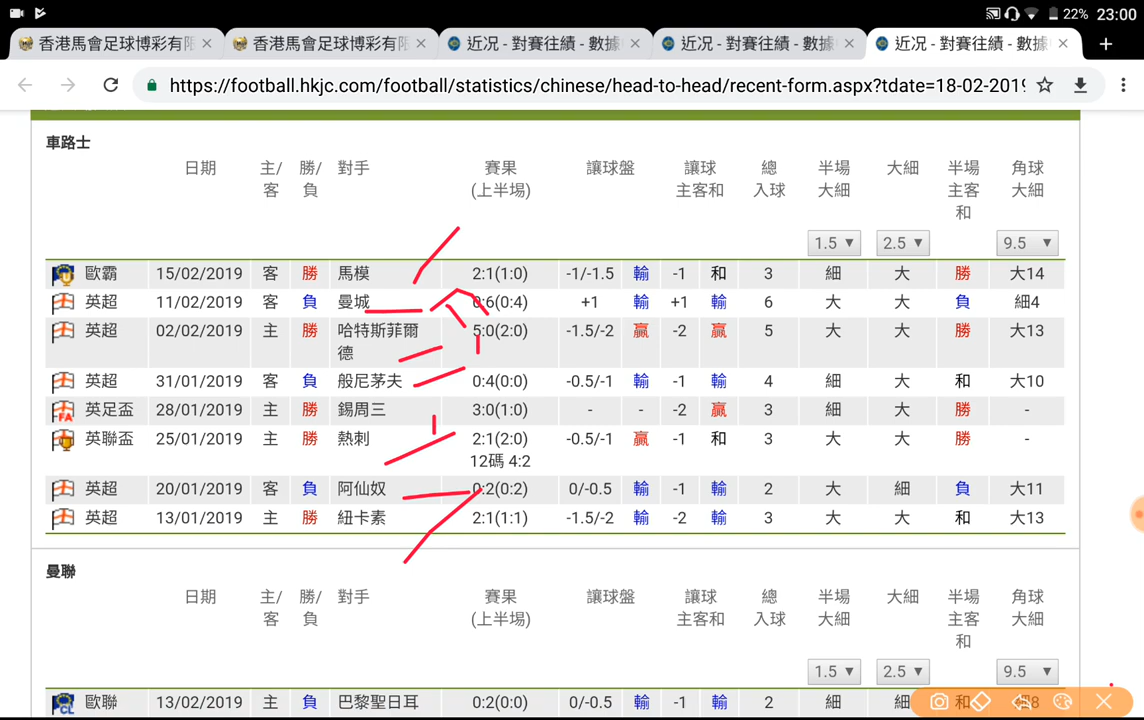 22% 23:00
香港馬會足球博彩有限 × 香港馬會足球博彩有限 × 近况 - 對賽往績 - 數據 × 近况 - 對賽往績 - 數據 × 近况 - 對賽往績 - 數據 × +
https://football.hkjc.com/football/statistics/chinese/head-to-head/recent-form.aspx?tdate=18-02-2019
車路士
日期 主/客 勝/負 對手 賽果(上半場) 讓球盤 讓球主客和 總入球 半場大細 大細 半場主客和 角球大細
1.5 ▼ 2.5 ▼ 9.5 ▼
歐霸 15/02/2019 客 勝 馬模 2:1(1:0) -1/-1.5 輸 -1 和 3 細 大 勝 大14
英超 11/02/2019 客 負 曼城 0:6(0:4) +1 輸 +1 輸 6 大 大 負 細4
英超 02/02/2019 主 勝 哈特斯菲爾德 5:0(2:0) -1.5/-2 贏 -2 贏 5 大 大 勝 大13
英超 31/01/2019 客 負 般尼茅夫 0:4(0:0) -0.5/-1 輸 -1 輸 4 細 大 和 大10
FA 英足盃 28/01/2019 主 勝 錫周三 3:0(1:0) - - -2 贏 3 細 大 勝 -
英聯盃 25/01/2019 主 勝 熱刺 2:1(2:0) -0.5/-1 贏 -1 和 3 大 大 勝 -
12碼 4:2
英超 20/01/2019 客 負 阿仙奴 0:2(0:2) 0/-0.5 輸 -1 輸 2 大 細 負 大11
英超 13/01/2019 主 勝 紐卡素 2:1(1:1) -1.5/-2 輸 -2 輸 3 大 大 和 大13
曼聯
日期 主/客 勝/負 對手 賽果(上半場) 讓球盤 讓球主客和 總入球 半場大細 大細 半場主客和 角球大細
1.5 ▼ 2.5 ▼ 9.5 ▼
CL 歐聯 13/02/2019 主 負 巴黎聖日耳 0:2(0:0) 0/-0.5 輸 -1 輸 2 細 細 和 細8